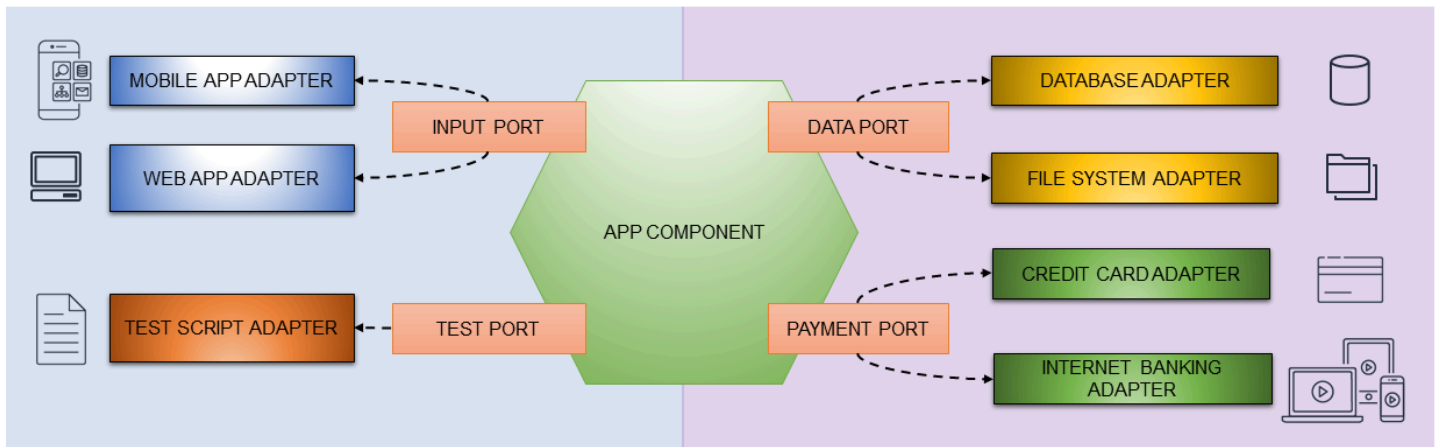 MOBILE APP ADAPTER
INPUT PORT
WEB APP ADAPTER
TEST SCRIPT ADAPTER
TEST PORT
APP COMPONENT
DATA PORT
DATABASE ADAPTER
FILE SYSTEM ADAPTER
PAYMENT PORT
CREDIT CARD ADAPTER
INTERNET BANKING
ADAPTER